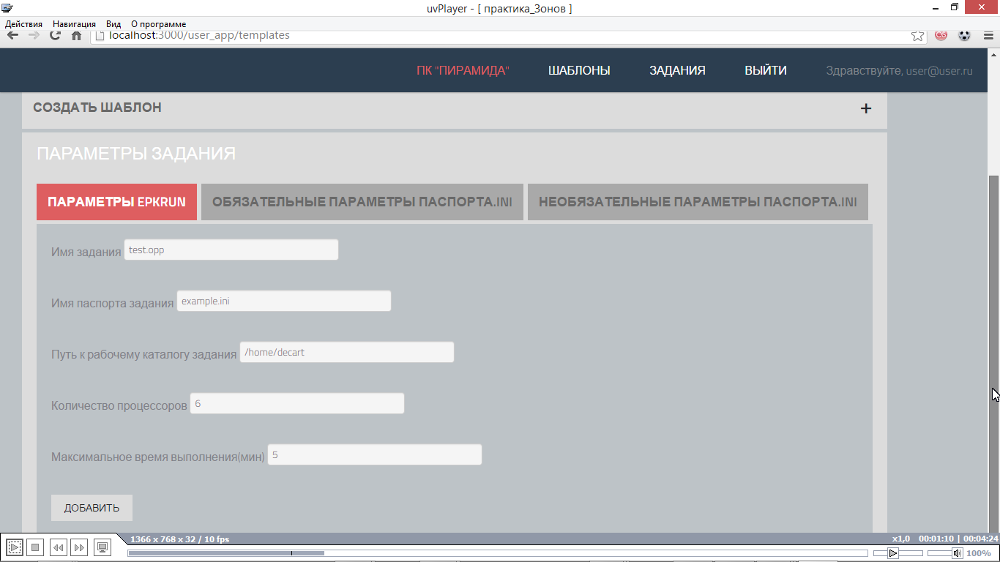 uvPlayer - [ практика_Зонов ]
Действия Навигация Вид О программе
localhost:3000/user_app/templates
ПК "ПИРАМИДА" ШАБЛОНЫ ЗАДАНИЯ ВЫЙТИ Здравствуйте, user@user.ru
СОЗДАТЬ ШАБЛОН +
ПАРАМЕТРЫ ЗАДАНИЯ
ПАРАМЕТРЫ EPKRUN ОБЯЗАТЕЛЬНЫЕ ПАРАМЕТРЫ ПАСПОРТА.INI НЕОБЯЗАТЕЛЬНЫЕ ПАРАМЕТРЫ ПАСПОРТА.INI
Имя задания test.opp
Имя паспорта задания example.ini
Путь к рабочему каталогу задания /home/decart
Количество процессоров 6
Максимальное время выполнения(мин) 5
ДОБАВИТЬ
1366 x 768 x 32 / 10 fps x1,0 00:01:10 | 00:04:24
100%